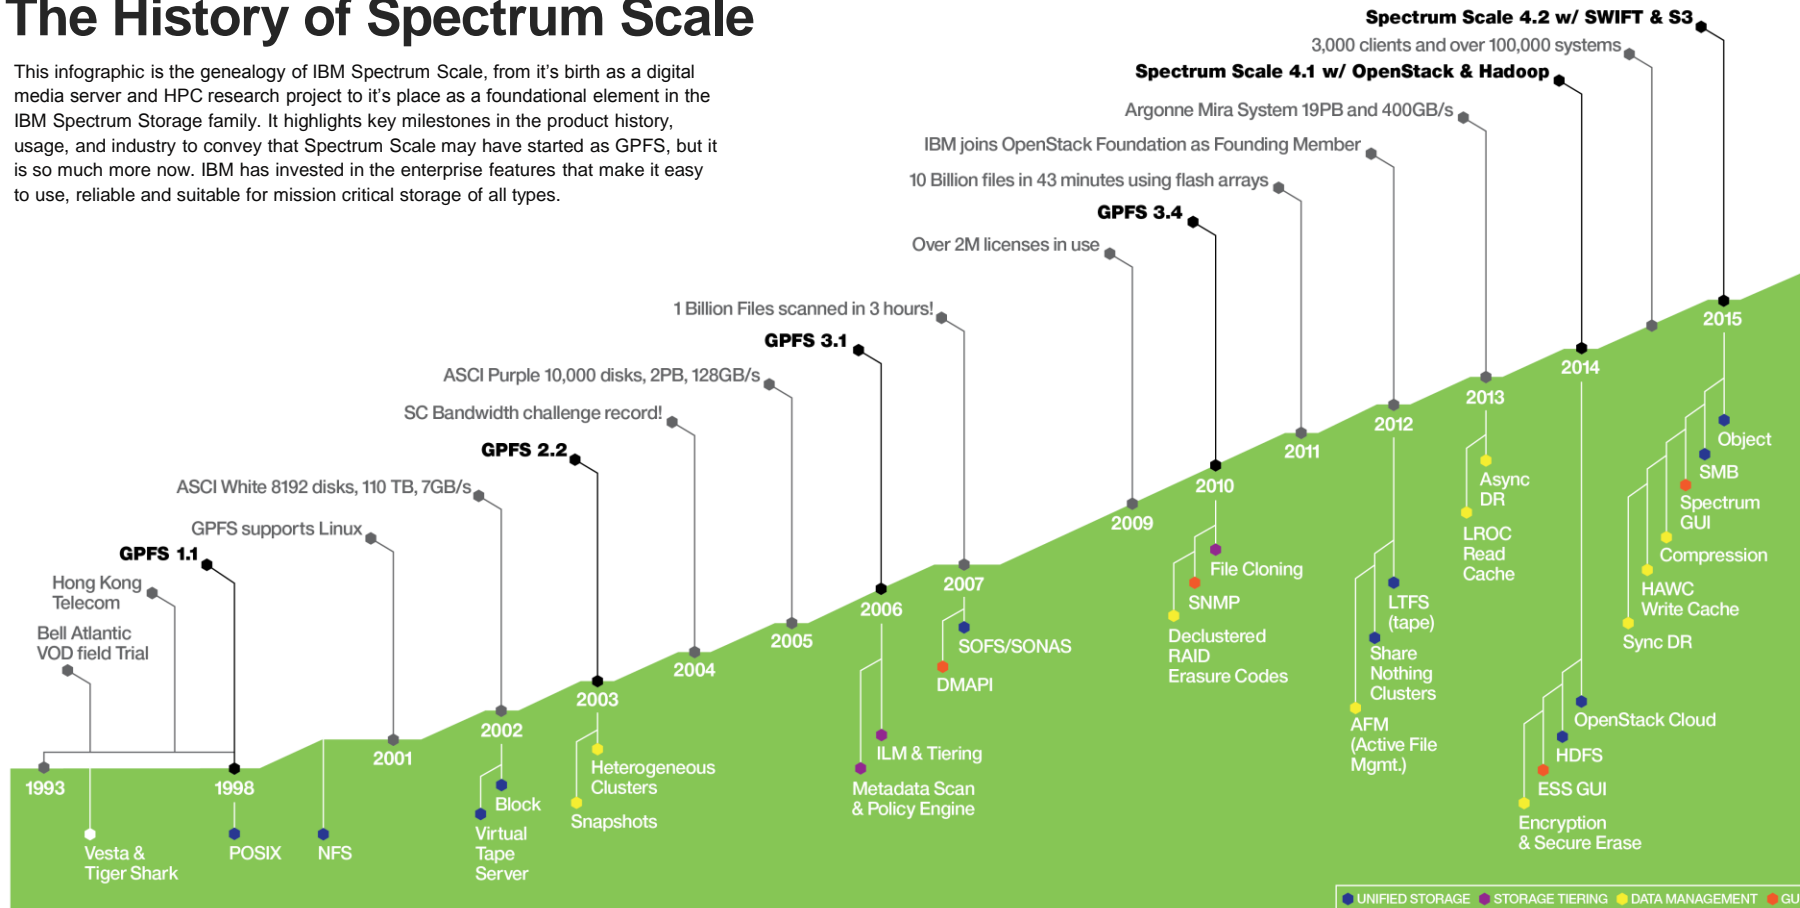 The History of Spectrum Scale
This infographic is the genealogy of IBM Spectrum Scale, from it's birth as a digital
media server and HPC research project to it's place as a foundational element in the
IBM Spectrum Storage family. It highlights key milestones in the product history,
usage, and industry to convey that Spectrum Scale may have started as GPFS, but it
is so much more now. IBM has invested in the enterprise features that make it easy
to use, reliable and suitable for mission critical storage of all types.
Spectrum Scale 4.2 w/ SWIFT & S3
3,000 clients and over 100,000 systems
Spectrum Scale 4.1 w/ OpenStack & Hadoop
Argonne Mira System 19PB and 400GB/s
IBM joins OpenStack Foundation as Founding Member
10 Billion files in 43 minutes using flash arrays
GPFS 3.4
Over 2M licenses in use
1 Billion Files scanned in 3 hours!
GPFS 3.1
ASCI Purple 10,000 disks, 2PB, 128GB/s
SC Bandwidth challenge record!
GPFS 2.2
ASCI White 8192 disks, 110 TB, 7GB/s
GPFS supports Linux
GPFS 1.1
Hong Kong
Telecom
Bell Atlantic
VOD field Trial
1993
Vesta &
Tiger Shark
1998
POSIX
NFS
2001
2002
Block
Virtual
Tape
Server
2003
Heterogeneous
Clusters
Snapshots
2004
2005
2006
ILM & Tiering
Metadata Scan
& Policy Engine
2007
SOFS/SONAS
DMAPI
2009
2010
File Cloning
SNMP
Declustered
RAID
Erasure Codes
2011
2012
LTFS
(tape)
Share
Nothing
Clusters
AFM
(Active File
Mgmt.)
2013
Async
DR
LROC
Read
Cache
2014
OpenStack Cloud
HDFS
ESS GUI
Encryption
& Secure Erase
2015
Object
SMB
Spectrum
GUI
Compression
HAWC
Write Cache
Sync DR
UNIFIED STORAGE
STORAGE TIERING
DATA MANAGEMENT